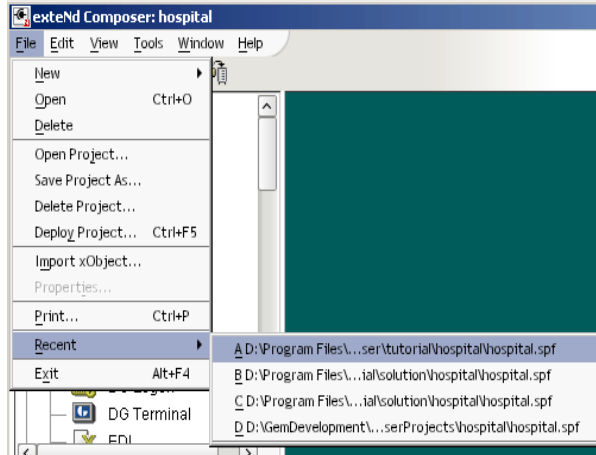 exteNd Composer: hospital
File Edit View Tools Window Help
New
Open Ctrl+O
Delete
Open Project...
Save Project As...
Delete Project...
Deploy Project... Ctrl+F5
Import xObject...
Properties...
Print... Ctrl+P
Recent
A D:\Program Files\...ser\tutorial\hospital\hospital.spf
B D:\Program Files\...ial\solution\hospital\hospital.spf
C D:\Program Files\...ial\solution\hospital\hospital.spf
D D:\GemDevelopment\...serProjects\hospital\hospital.spf
Exit Alt+F4
DG Terminal
EDI